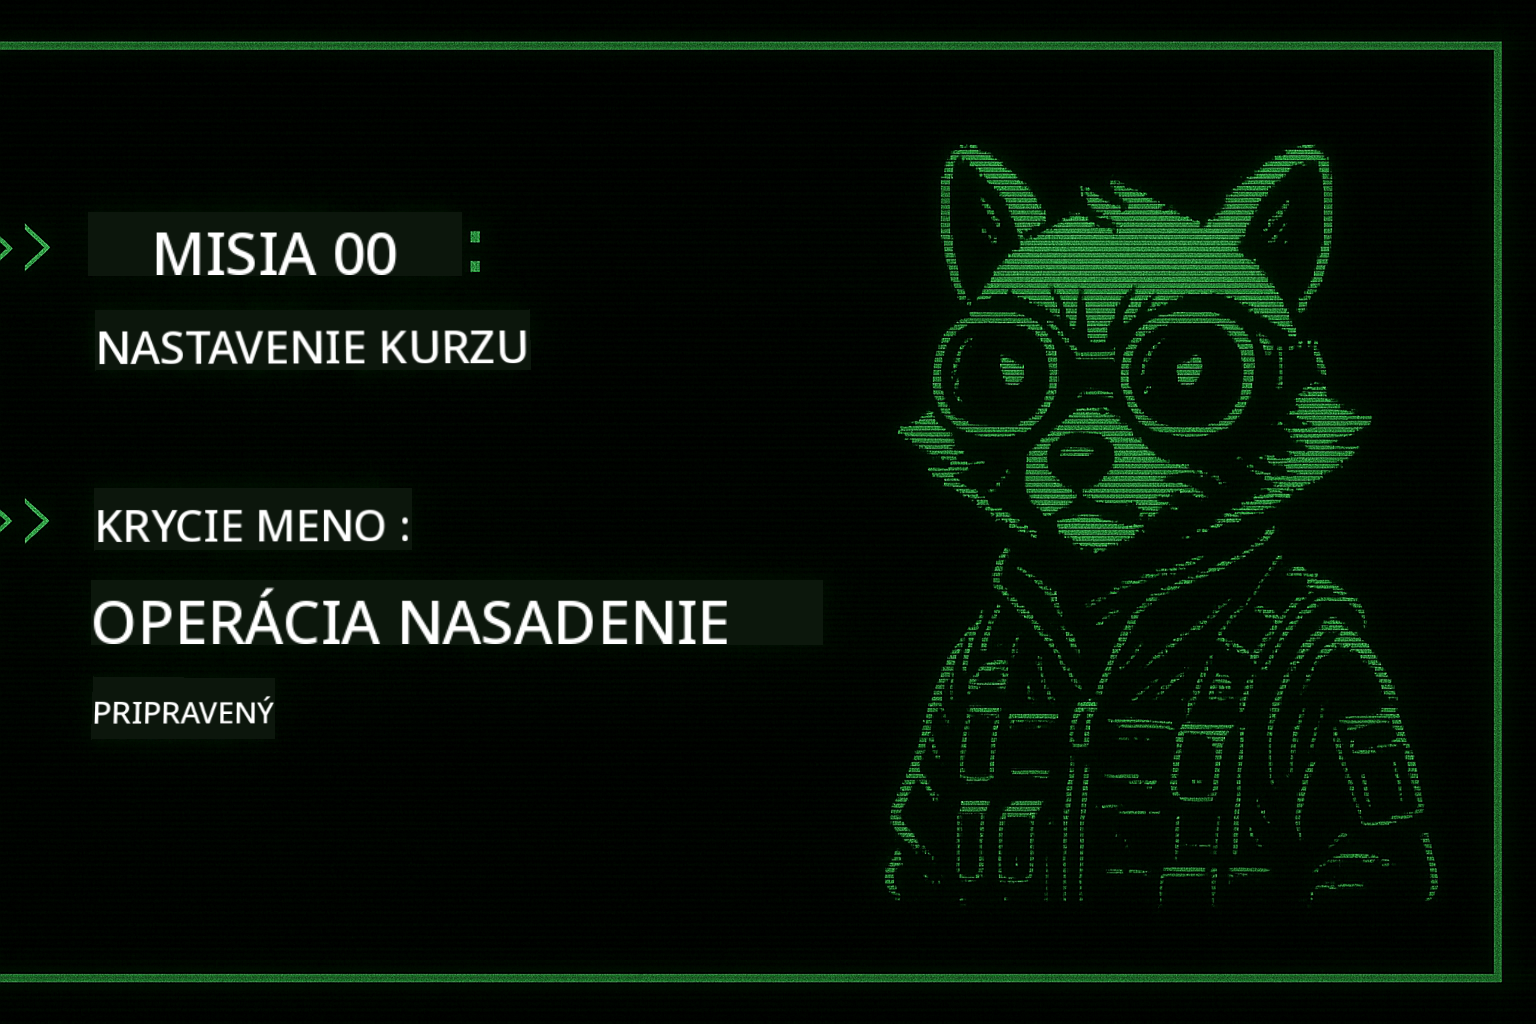 >> MISIA 00 :
NASTAVENIE KURZU
>> KRYCIE MENO :
OPERÁCIA NASADENIE
PRIPRAVENÝ